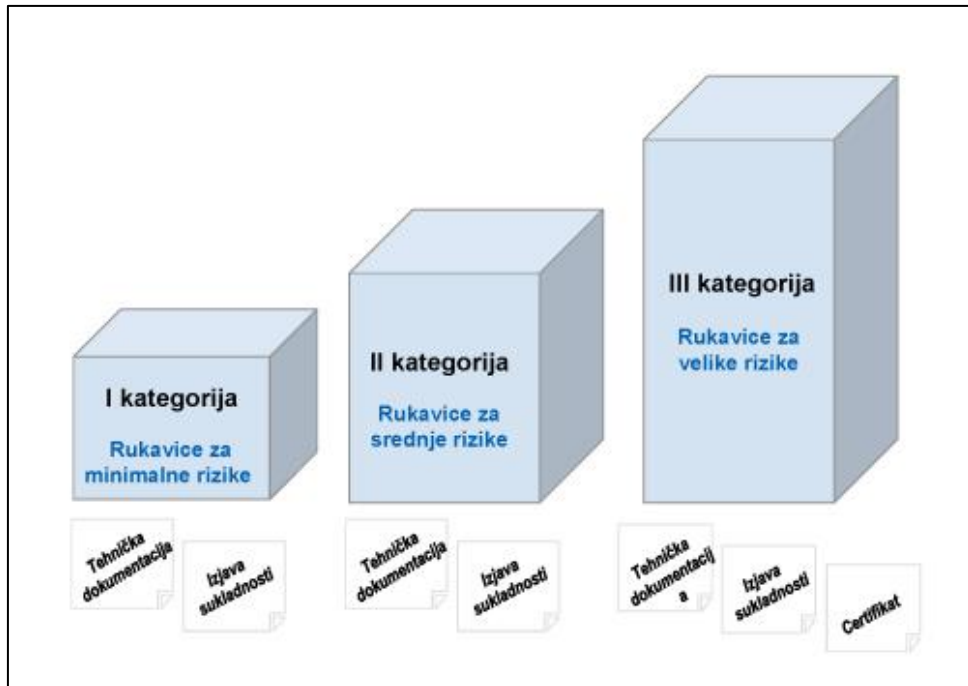 I kategorija
Rukavice za
minimalne rizike
II kategorija
Rukavice za
srednje rizike
III kategorija
Rukavice za
velike rizike
Tehnička
dokumentacija
Izjava
sukladnosti
Tehnička
dokumentacija
Izjava
sukladnosti
Tehnička
dokumentacij
a
Izjava
sukladnosti
Certifikat